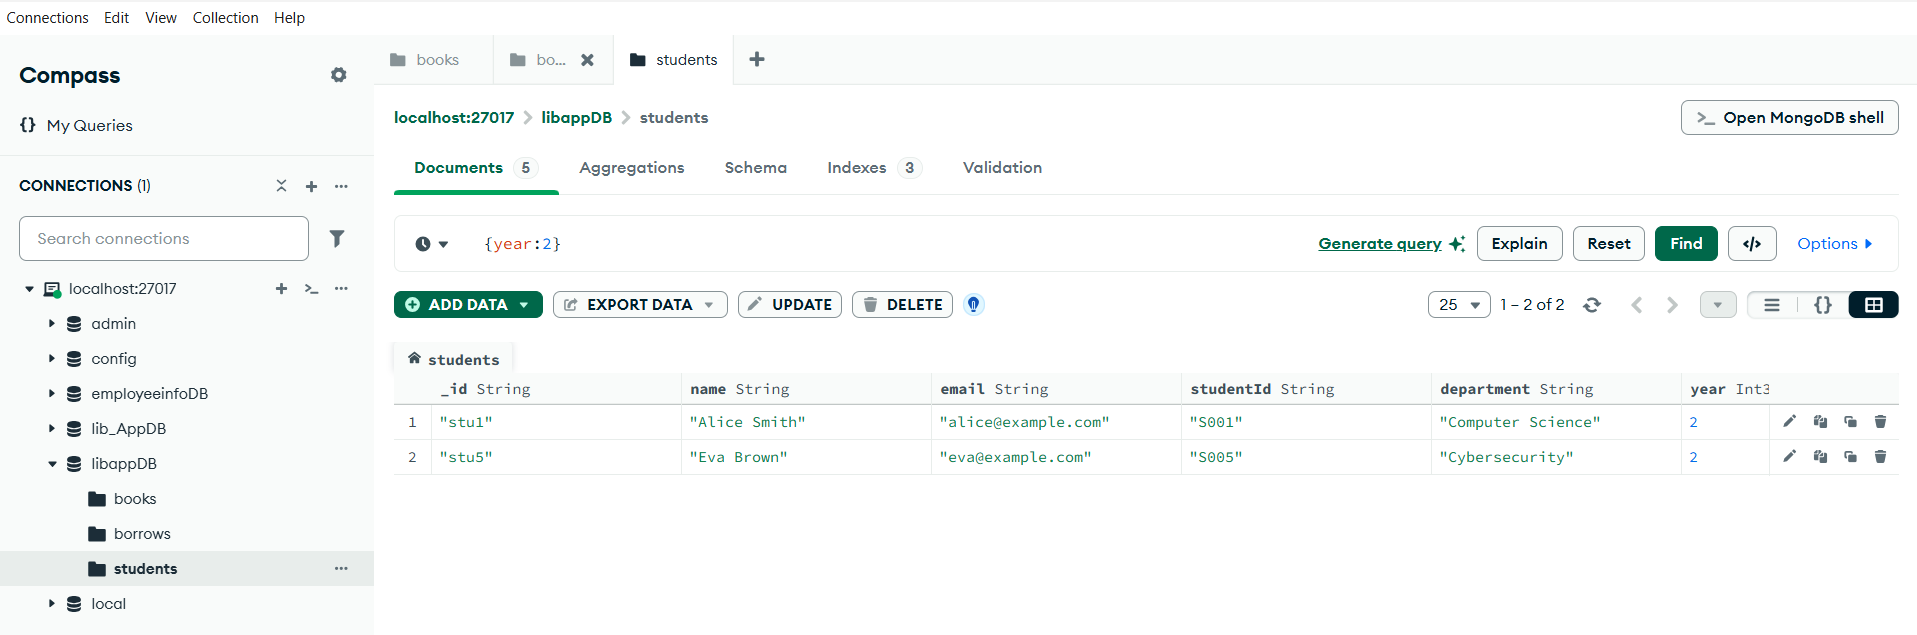 Connections Edit View Collection Help
Compass
My Queries
CONNECTIONS (1)
Search connections
localhost:27017
admin
config
employeeinfoDB
lib_AppDB
libappDB
books
borrows
students
local
books bo... students
localhost:27017 libappDB students
>_ Open MongoDB shell
Documents 5 Aggregations Schema Indexes 3 Validation
{year:2}
Generate query Explain Reset Find </> Options
ADD DATA EXPORT DATA UPDATE DELETE
25 1 – 2 of 2 {}
students
_id String name String email String studentId String department String year Int3
1 "stu1" "Alice Smith" "alice@example.com" "S001" "Computer Science" 2
2 "stu5" "Eva Brown" "eva@example.com" "S005" "Cybersecurity" 2